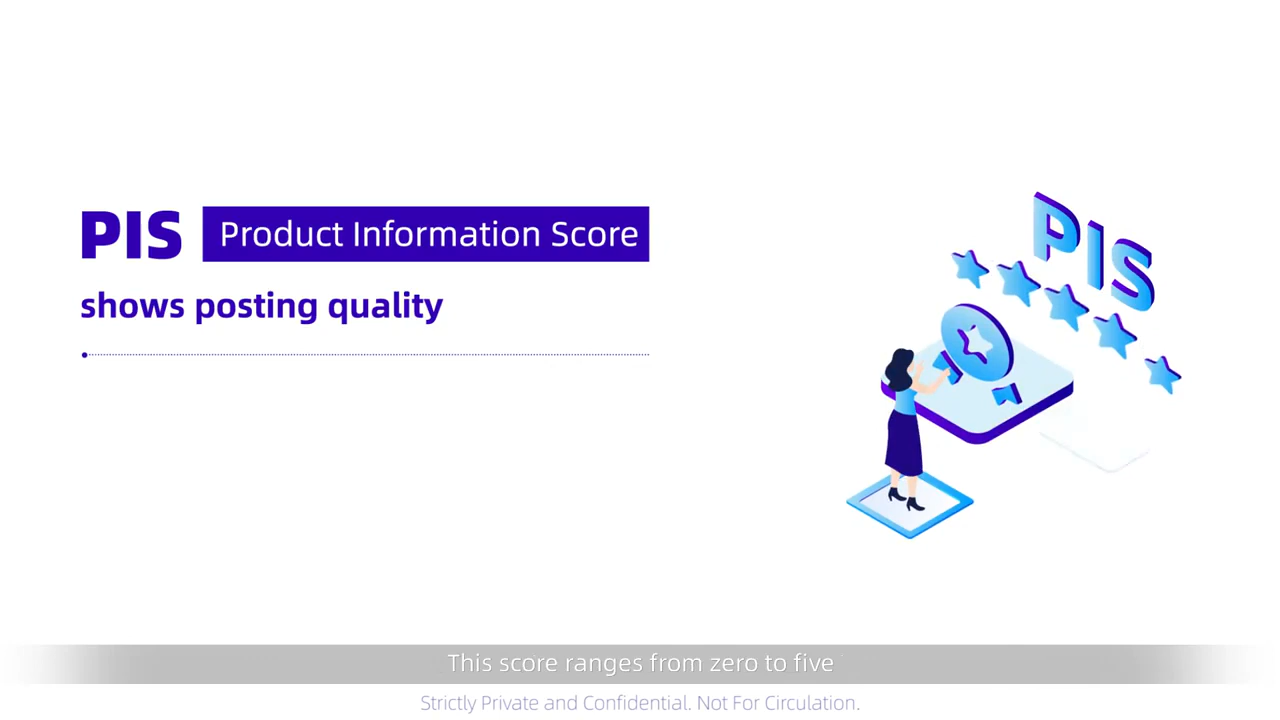 PIS Product Information Score
shows posting quality
PIS
This score ranges from zero to five
Strictly Private and Confidential. Not For Circulation.